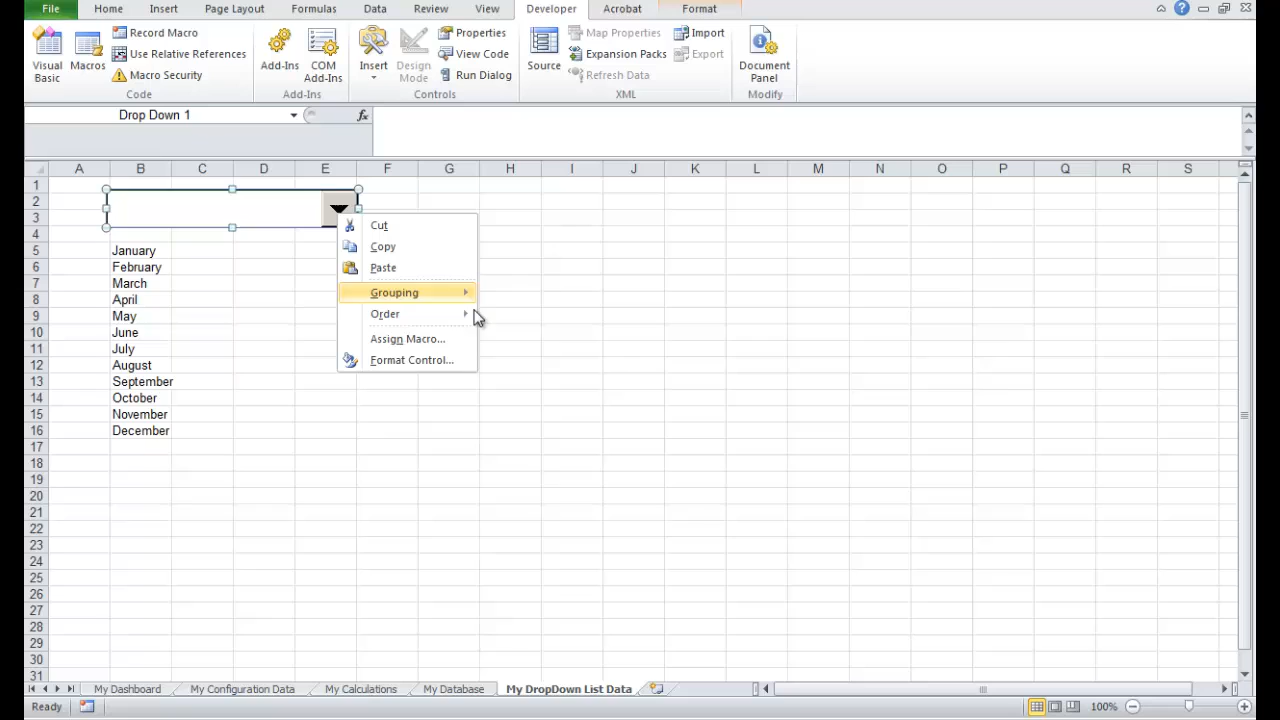 File Home Insert Page Layout Formulas Data Review View Developer Acrobat Format
Record Macro
Use Relative References
Macro Security
Visual Basic
Macros
Code
Add-Ins
COM Add-Ins
Add-Ins
Insert
Design Mode
Properties
View Code
Run Dialog
Controls
Source
Map Properties
Expansion Packs
Refresh Data
Import
Export
XML
Document Panel
Modify
Drop Down 1
fx
A B C D E F G H I J K L M N O P Q R S
1
2
3
4
5 January
6 February
7 March
8 April
9 May
10 June
11 July
12 August
13 September
14 October
15 November
16 December
17
18
19
20
21
22
23
24
25
26
27
28
29
30
31
Cut
Copy
Paste
Grouping
Order
Assign Macro...
Format Control...
My Dashboard My Configuration Data My Calculations My Database My DropDown List Data
Ready 100%